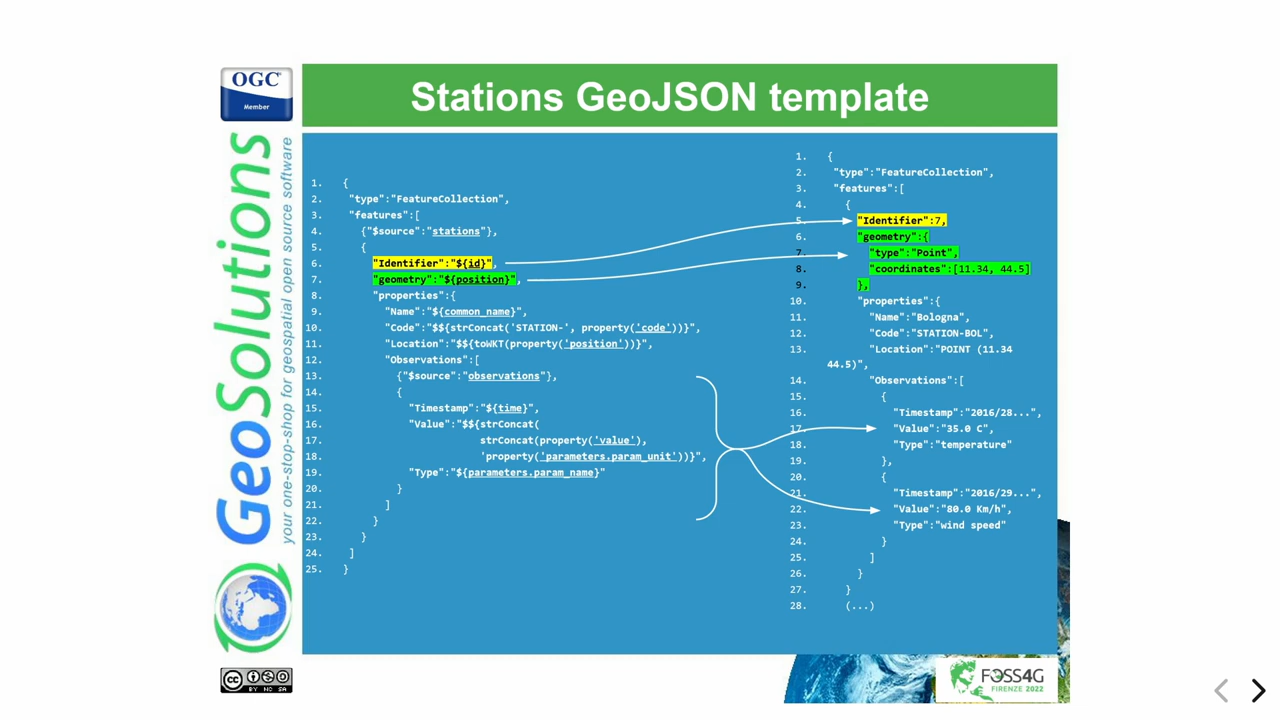 OGC®
Member
GeoSolutions
your one-stop-shop for geospatial open source software
Stations GeoJSON template
1. {
2. "type":"FeatureCollection",
3. "features":[
4. {"$source":"stations"},
5. {
6. "Identifier":"${id}",
7. "geometry":"${position}",
8. "properties":{
9. "Name":"${common_name}",
10. "Code":"$${strConcat('STATION-', property('code'))}",
11. "Location":"$${toWKT(property('position'))}",
12. "Observations":[
13. {"$source":"observations"},
14. {
15. "Timestamp":"${time}",
16. "Value":"$${strConcat(
17. strConcat(property('value'),
18. 'property('parameters.param_unit'))}",
19. "Type":"${parameters.param_name}"
20. }
21. ]
22. }
23. }
24. ]
25. }
1. {
2. "type":"FeatureCollection",
3. "features":[
4. {
5. "Identifier":7,
6. "geometry":{
7. "type":"Point",
8. "coordinates":[11.34, 44.5]
9. },
10. "properties":{
11. "Name":"Bologna",
12. "Code":"STATION-BOL",
13. "Location":"POINT (11.34
44.5)",
14. "Observations":[
15. {
16. "Timestamp":"2016/28...",
17. "Value":"35.0 C",
18. "Type":"temperature"
19. },
20. {
21. "Timestamp":"2016/29...",
22. "Value":"80.0 Km/h",
23. "Type":"wind speed"
24. }
25. ]
26. }
27. }
28. (...)
CC BY NC SA
FOSS4G
FIRENZE 2022